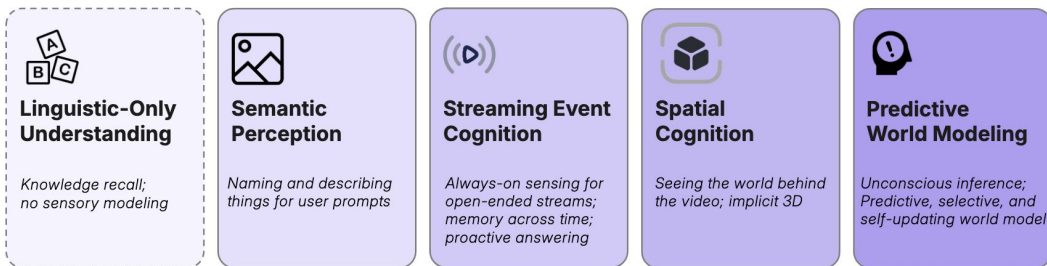 A
B
C
Linguistic-Only
Understanding
Knowledge recall;
no sensory modeling
Semantic
Perception
Naming and describing
things for user prompts
Streaming Event
Cognition
Always-on sensing for
open-ended streams;
memory across time;
proactive answering
Spatial
Cognition
Seeing the world behind
the video; implicit 3D
!
Predictive
World Modeling
Unconscious inference;
Predictive, selective, and
self-updating world model